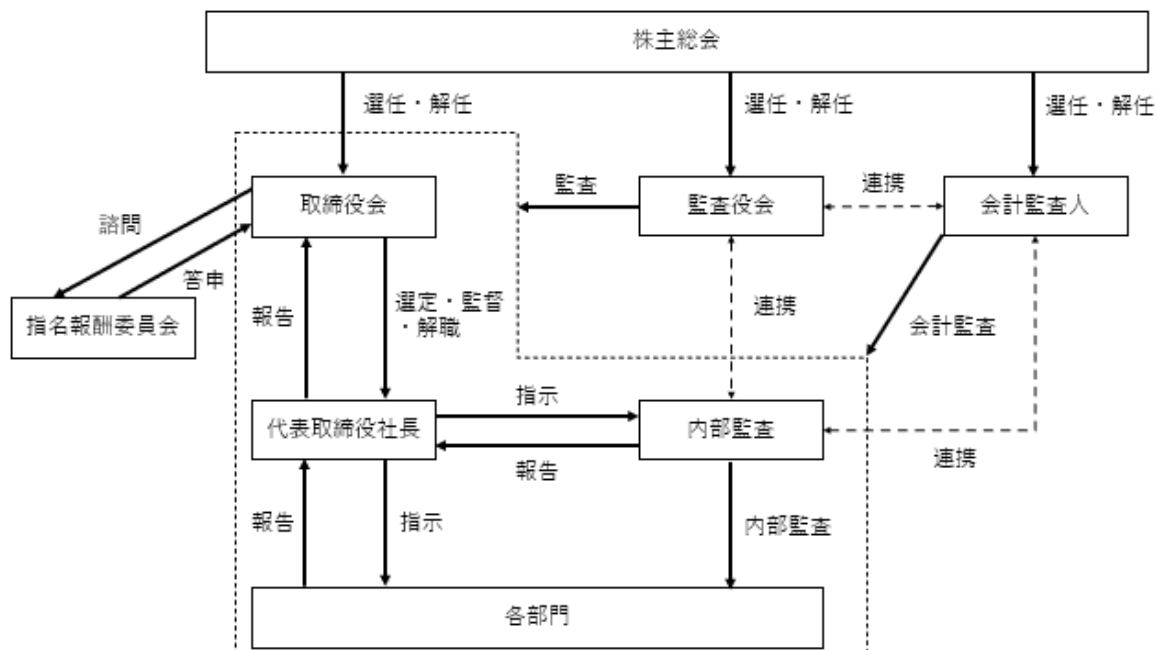 株主総会
選任・解任
選任・解任
選任・解任
取締役会
監査
監査役会
連携
会計監査人
諮問
答申
指名報酬委員会
報告
選定・監督
・解職
連携
会計監査
代表取締役社長
指示
報告
内部監査
連携
報告
指示
内部監査
各部門